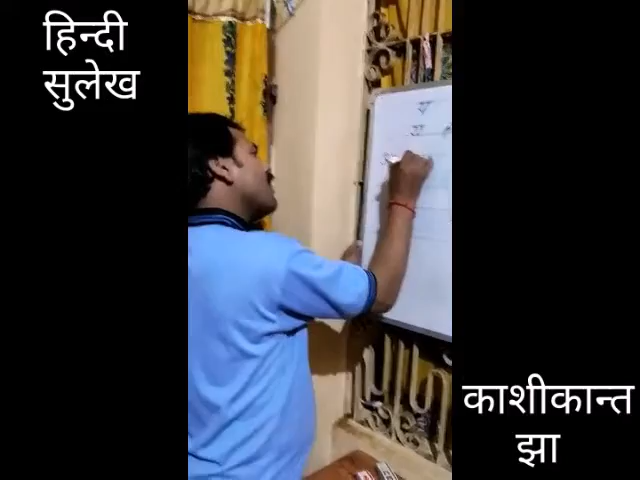 हिन्दी
सुलेख
काशीकान्त
झा